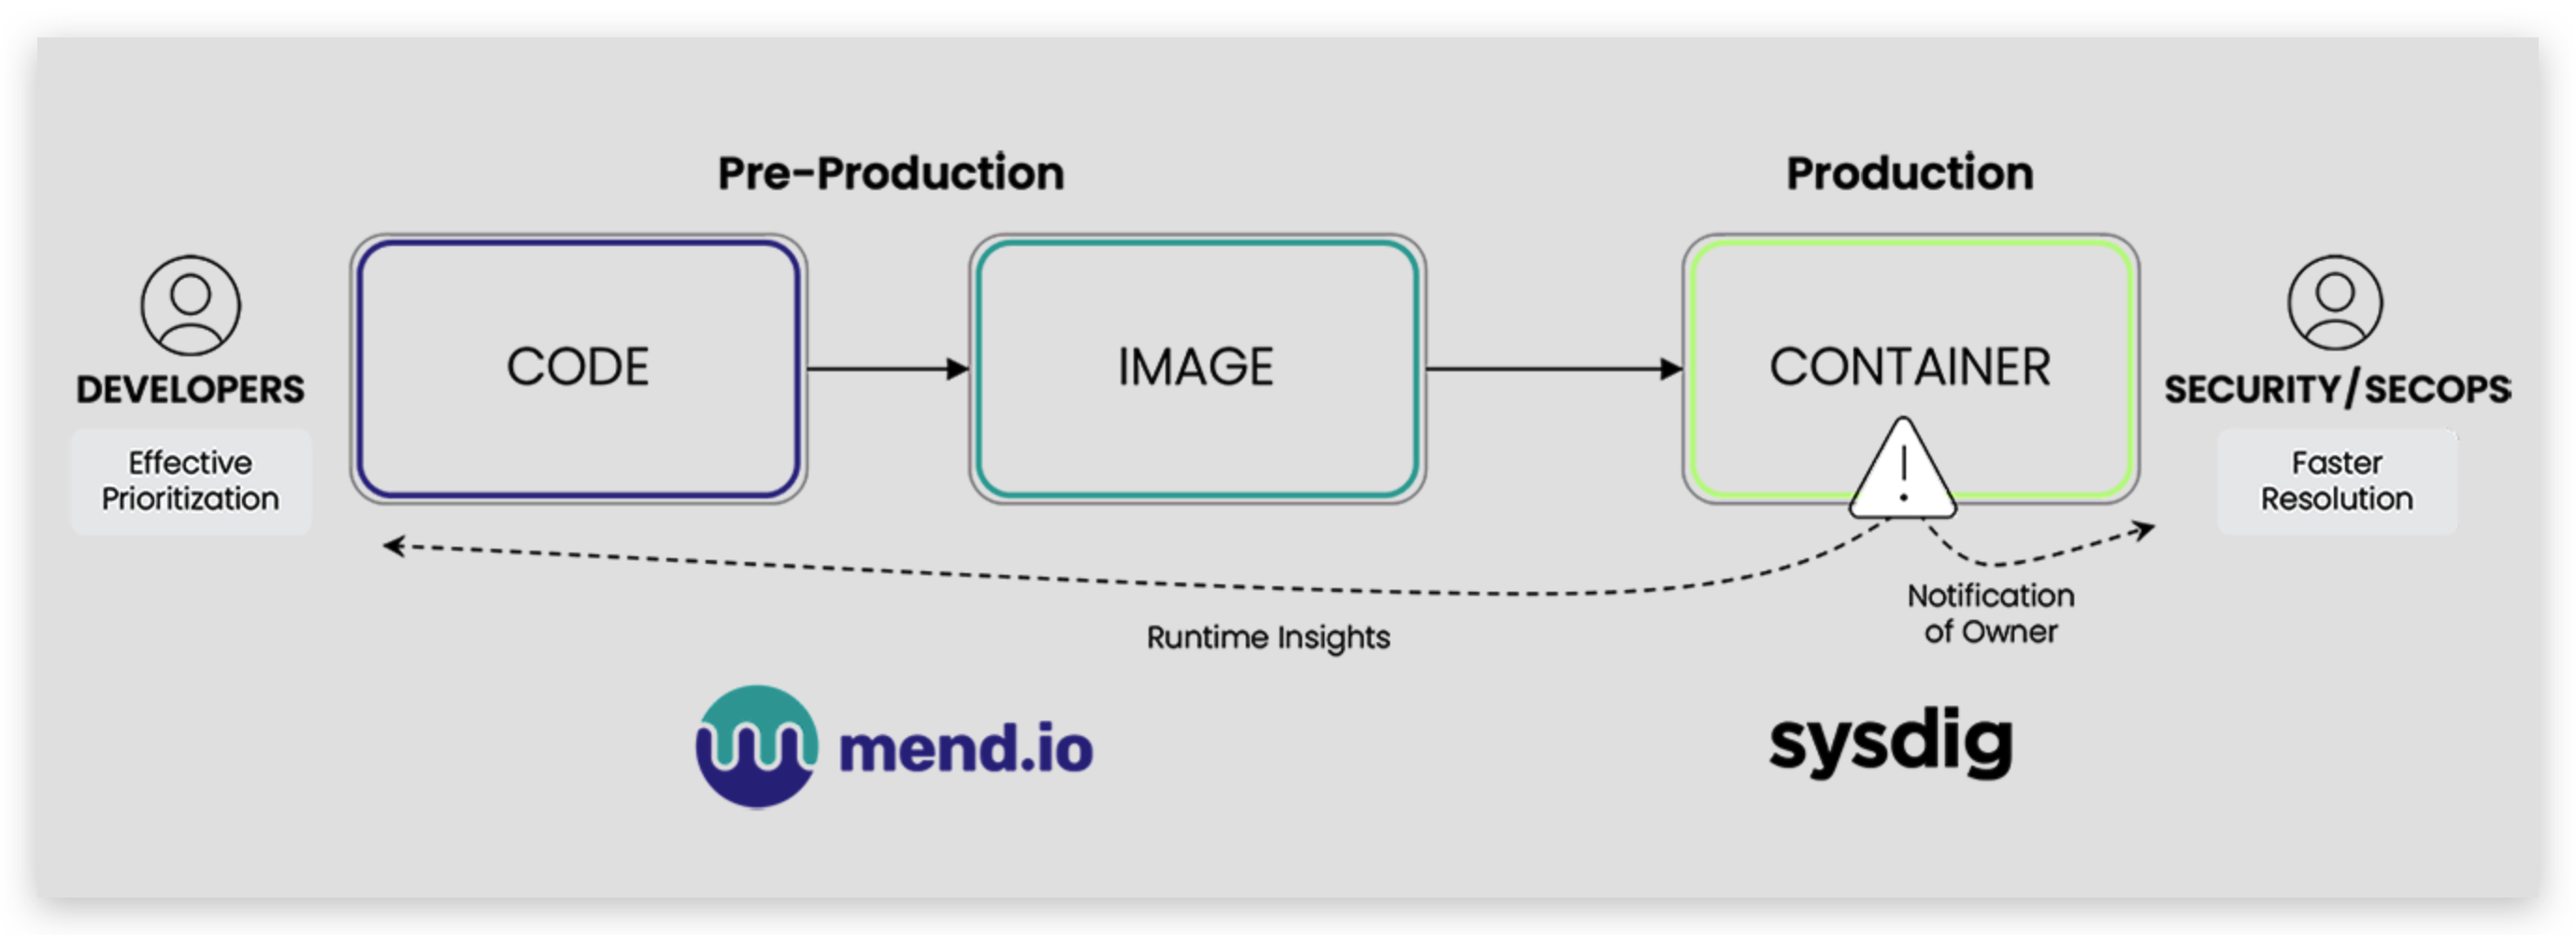 Pre-Production
Production
DEVELOPERS
Effective
Prioritization
CODE
IMAGE
CONTAINER
!
SECURITY/SECOPS
Faster
Resolution
Runtime Insights
Notification
of Owner
mend.io
sysdig